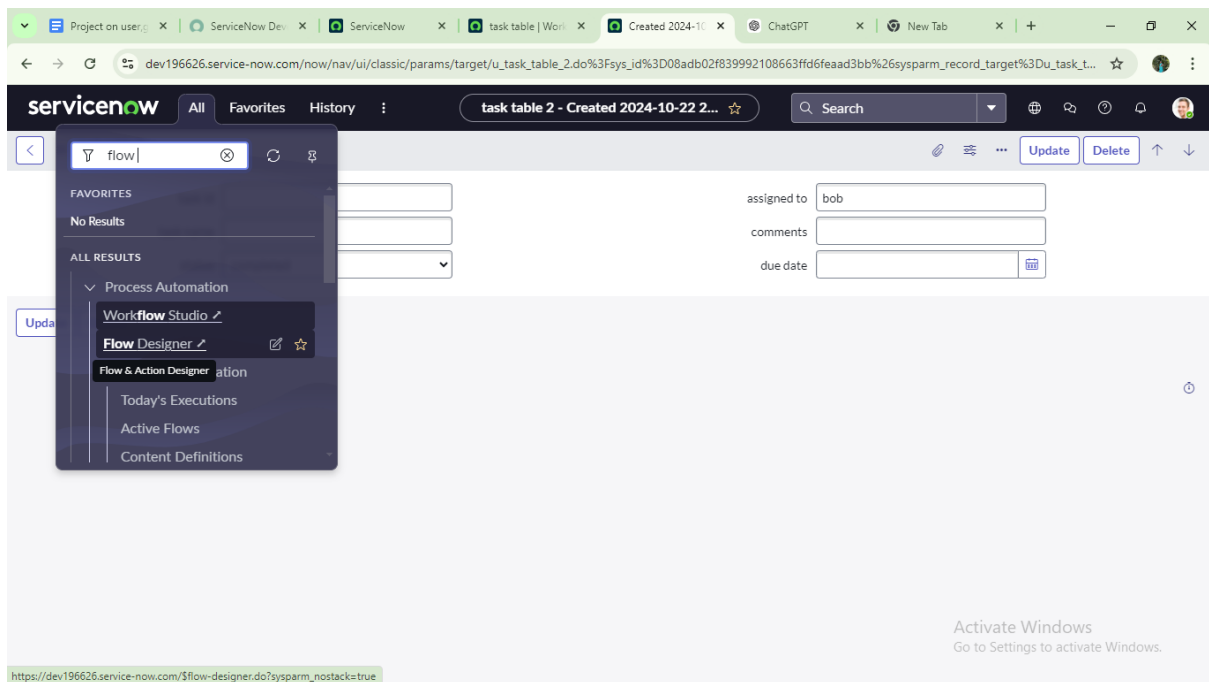 Project on user,g
ServiceNow Dev
ServiceNow
task table | Work
Created 2024-10
ChatGPT
New Tab
dev196626.service-now.com/now/nav/ui/classic/params/target/u_task_table_2.do%3Fsys_id%3D08adb02f839992108663ffd6feaad3bb%26sysparm_record_target%3Du_task_t...
servicenow All Favorites History task table 2 - Created 2024-10-22 2... Search
flow
Update Delete
FAVORITES
No Results
ALL RESULTS
Process Automation
Workflow Studio
Flow Designer
Flow & Action Designer
ation
Today's Executions
Active Flows
Content Definitions
assigned to bob
comments
due date
Upda
Activate Windows
Go to Settings to activate Windows.
https://dev196626.service-now.com/$flow-designer.do?sysparm_nostack=true